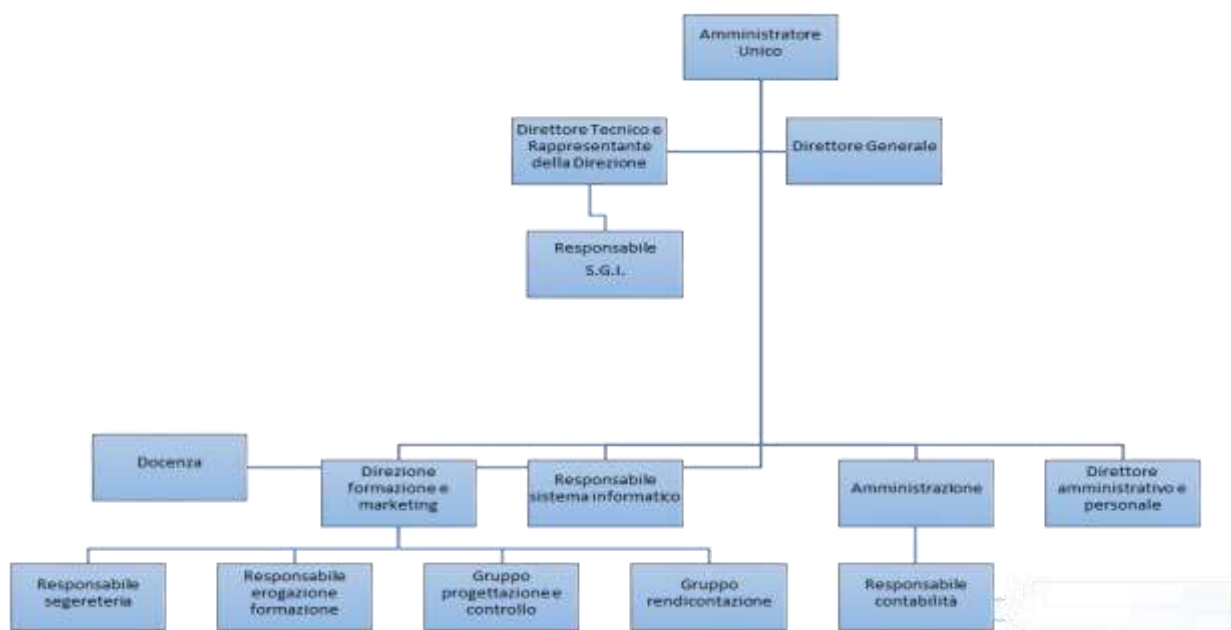 Amministratore
Unico
Direttore Tecnico e
Rappresentante
della Direzione
Direttore Generale
Responsabile
S.G.I.
Docenza
Direzione
formazione e
marketing
Responsabile
sistema informatico
Amministrazione
Direttore
amministrativo e
personale
Responsabile
segereteria
Responsabile
erogazione
formazione
Gruppo
progettazione e
controllo
Gruppo
rendicontazione
Responsabile
contabilità